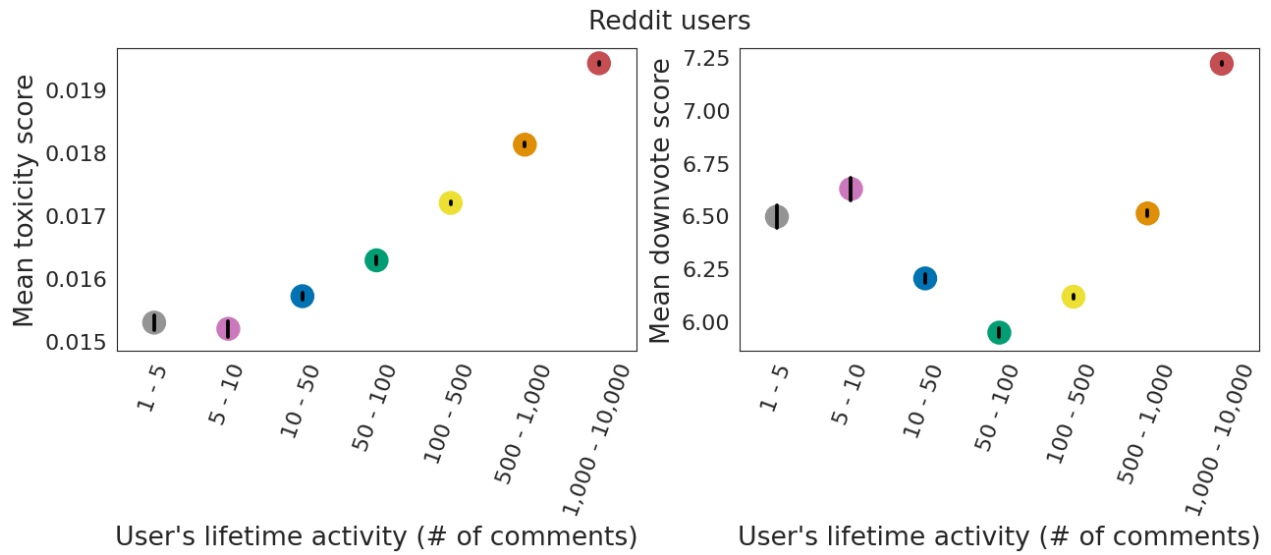 Reddit users
Mean toxicity score
0.019
0.018
0.017
0.016
0.015
1 - 5
5 - 10
10 - 50
50 - 100
100 - 500
500 - 1,000
1,000 - 10,000
User's lifetime activity (# of comments)
Mean downvote score
7.25
7.00
6.75
6.50
6.25
6.00
1 - 5
5 - 10
10 - 50
50 - 100
100 - 500
500 - 1,000
1,000 - 10,000
User's lifetime activity (# of comments)